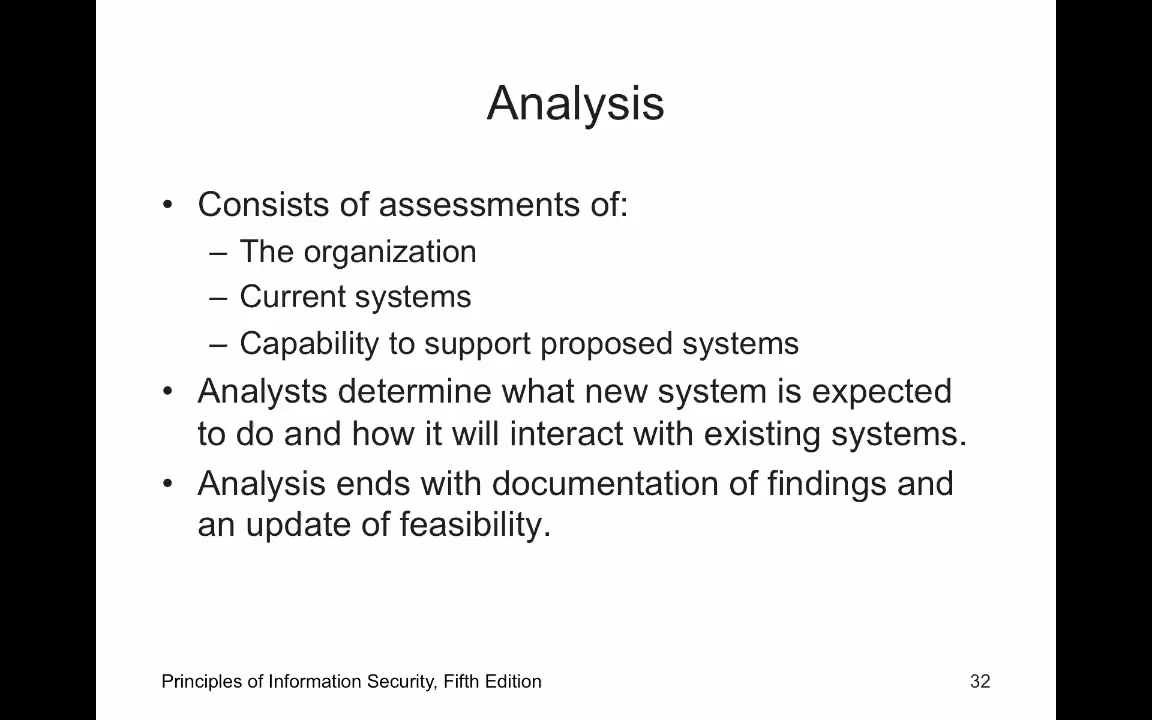 Analysis
• Consists of assessments of:
– The organization
– Current systems
– Capability to support proposed systems
• Analysts determine what new system is expected
to do and how it will interact with existing systems.
• Analysis ends with documentation of findings and
an update of feasibility.
Principles of Information Security, Fifth Edition
32